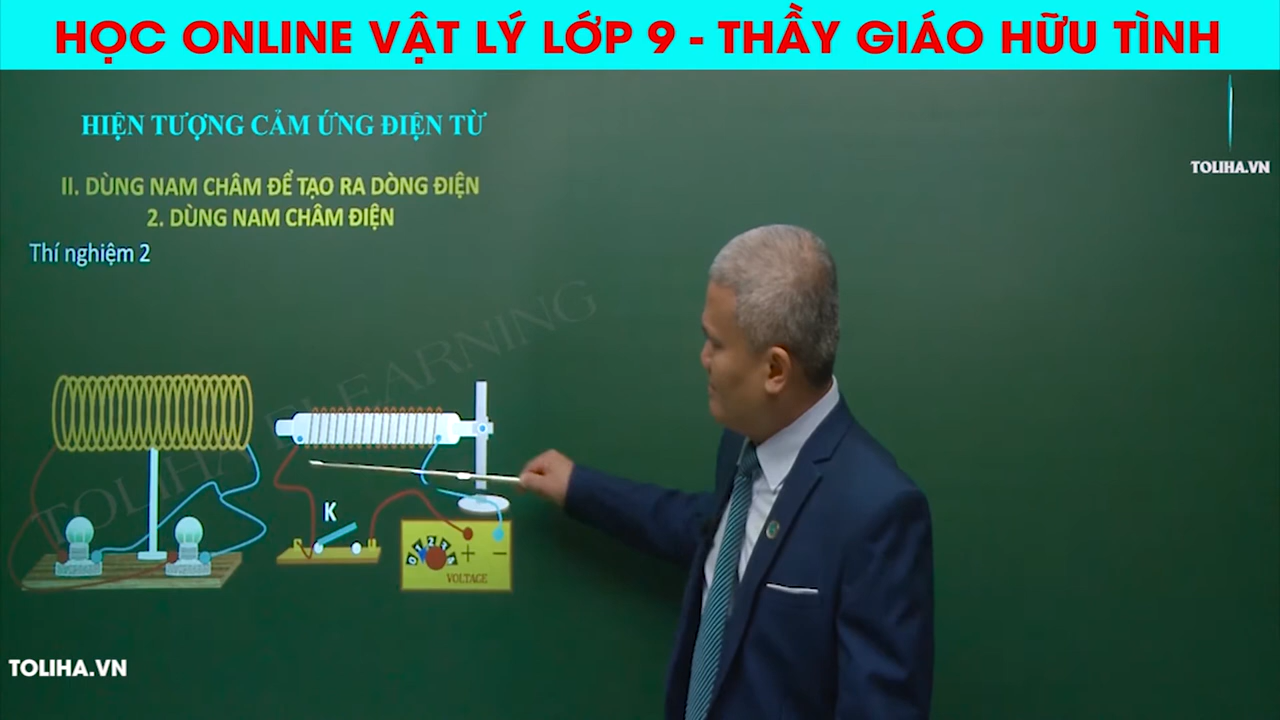 HỌC ONLINE VẬT LÝ LỚP 9 - THẦY GIÁO HỮU TÌNH
HIỆN TƯỢNG CẢM ỨNG ĐIỆN TỪ
TOLIHA.VN
II. DÙNG NAM CHÂM ĐỂ TẠO RA DÒNG ĐIỆN
2. DÙNG NAM CHÂM ĐIỆN
Thí nghiệm 2
TOLIHA ELEARNING
K
+ −
VOLTAGE
TOLIHA.VN